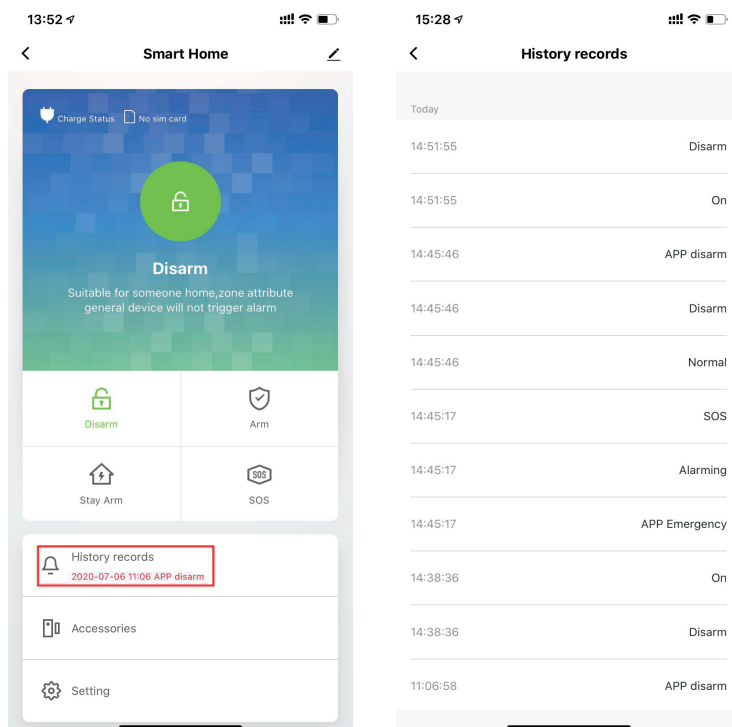 13:52
Smart Home
Charge Status No sim card
Disarm
Suitable for someone home,zone attribute
general device will not trigger alarm
Disarm
Arm
Stay Arm
SOS
SOS
History records
2020-07-06 11:06 APP disarm
Accessories
Setting
15:28
History records
Today
14:51:55 Disarm
14:51:55 On
14:45:46 APP disarm
14:45:46 Disarm
14:45:46 Normal
14:45:17 SOS
14:45:17 Alarming
14:45:17 APP Emergency
14:38:36 On
14:38:36 Disarm
11:06:58 APP disarm